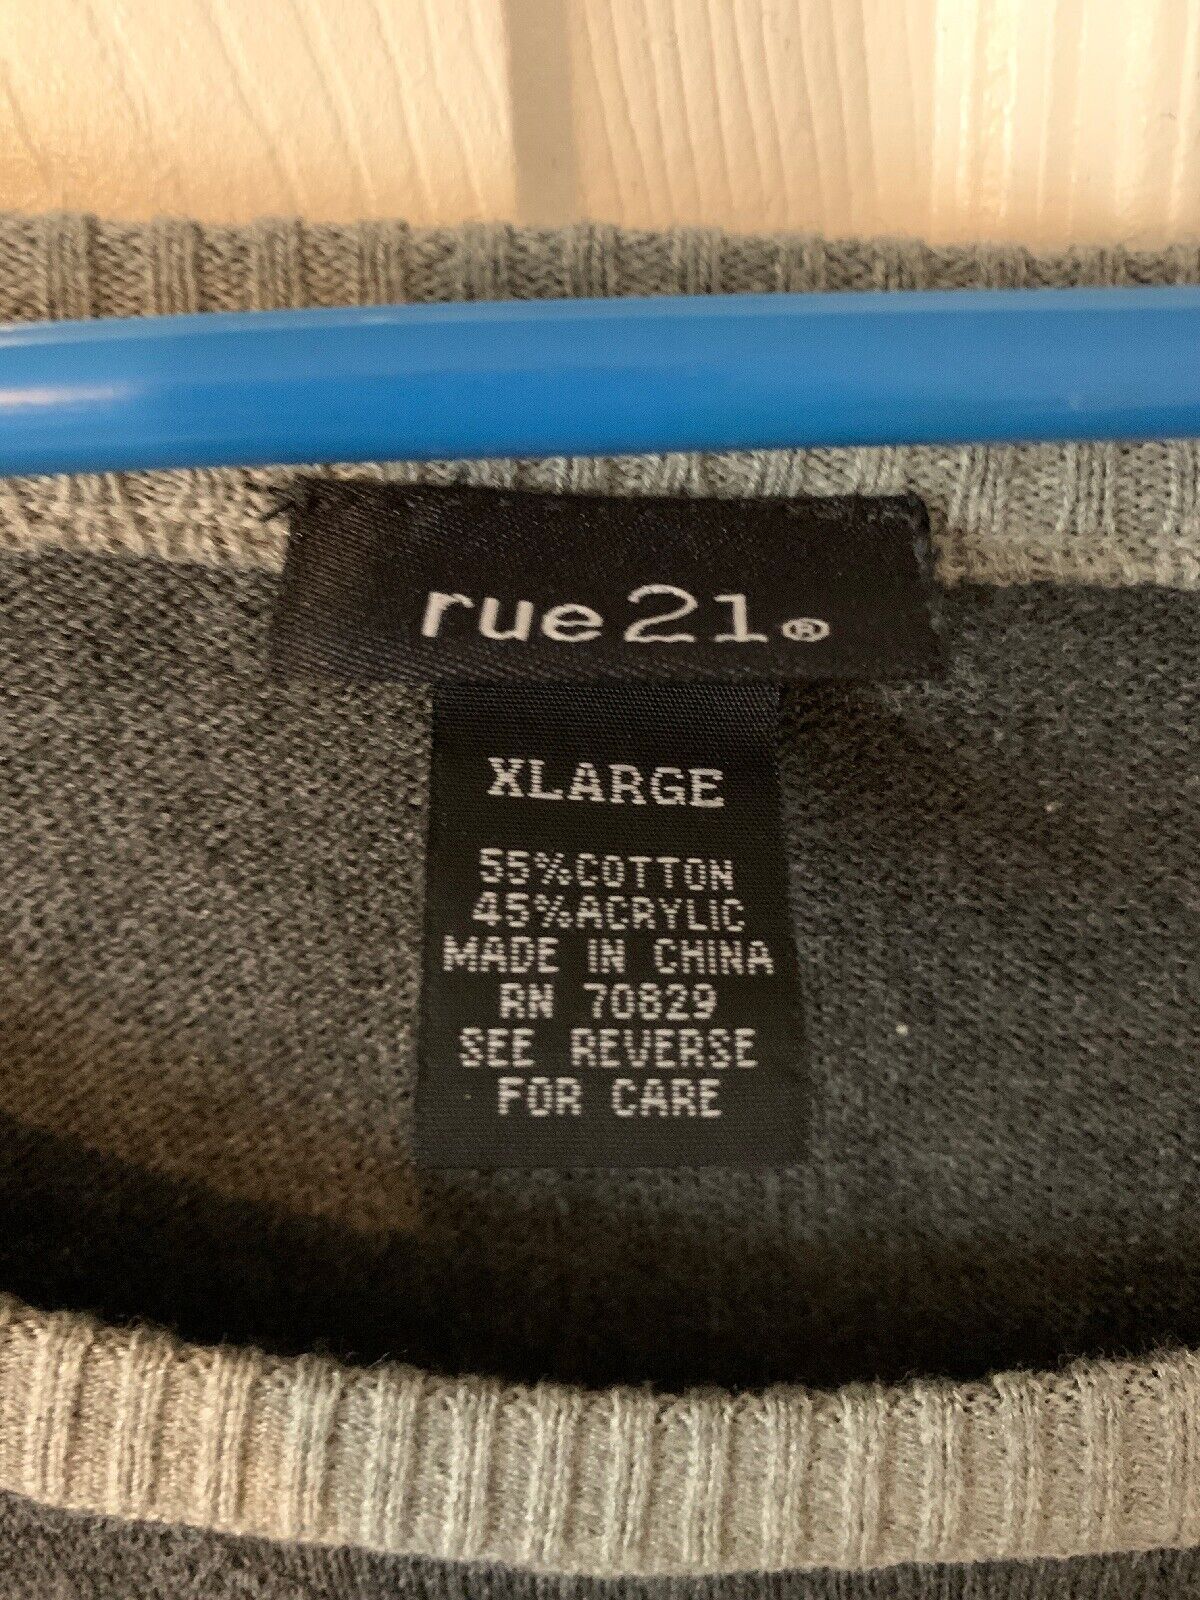 rue21®
XLARGE
55%COTTON
45%ACRYLIC
MADE IN CHINA
RN 70829
SEE REVERSE
FOR CARE